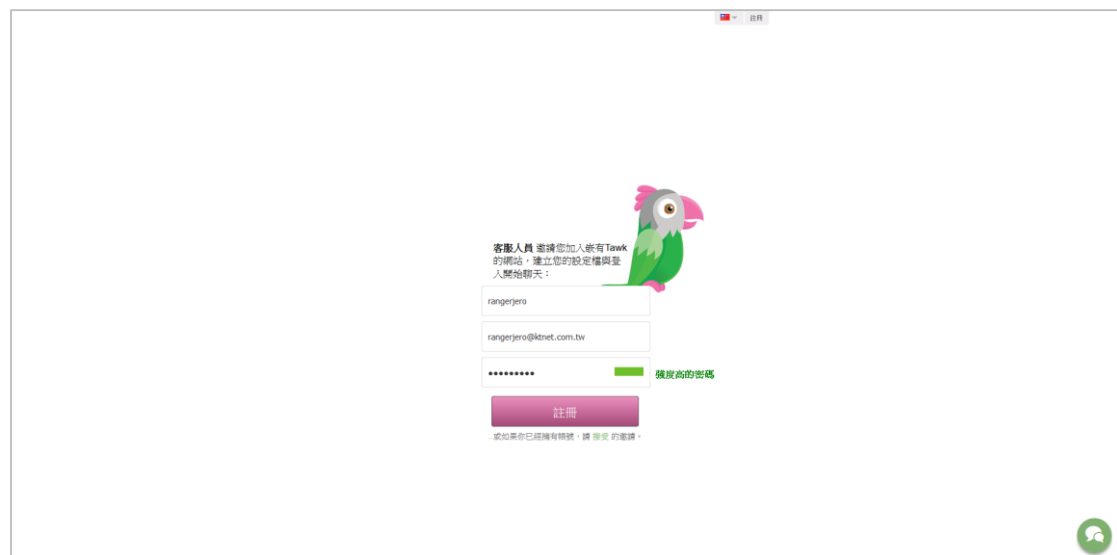 註冊
客服人員 邀請您加入嵌有Tawk
的網站，建立您的設定檔與登
入開始聊天：
rangerjero
rangerjero@ktnet.com.tw
•••••••••
強度高的密碼
註冊
...或如果你已經擁有帳號，請 接受 的邀請。